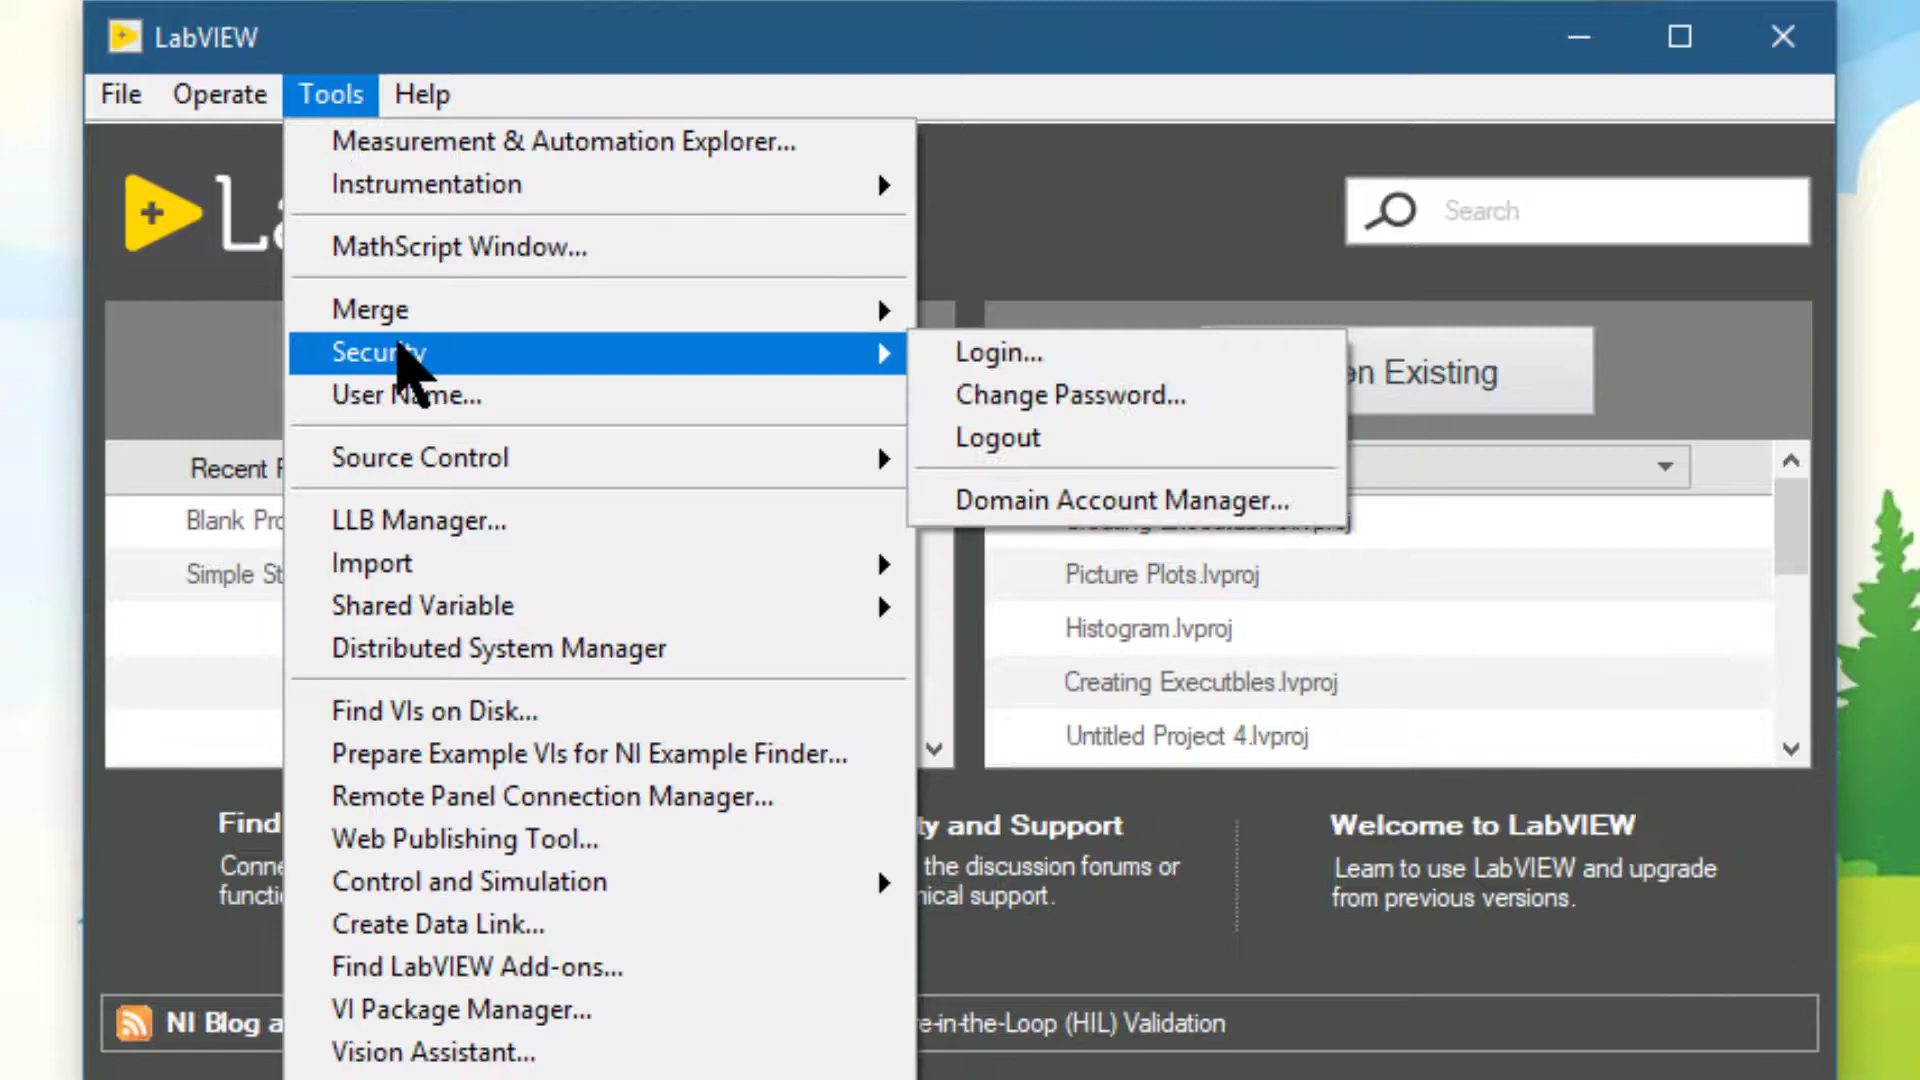 LabVIEW
File Operate Tools Help
Measurement & Automation Explorer...
Instrumentation
MathScript Window...
Merge
Security
User Name...
Source Control
LLB Manager...
Import
Shared Variable
Distributed System Manager
Find VIs on Disk...
Prepare Example VIs for NI Example Finder...
Remote Panel Connection Manager...
Web Publishing Tool...
Control and Simulation
Create Data Link...
Find LabVIEW Add-ons...
VI Package Manager...
Vision Assistant...
Login...
Change Password...
Logout
Domain Account Manager...
Search
Existing
Recent
Blank
Simple
Picture Plots.lvproj
Histogram.lvproj
Creating Executbles.lvproj
Untitled Project 4.lvproj
Find
and Support
the discussion forums or
support.
Welcome to LabVIEW
Learn to use LabVIEW and upgrade
from previous versions.
NI Blog
(HIL) Validation